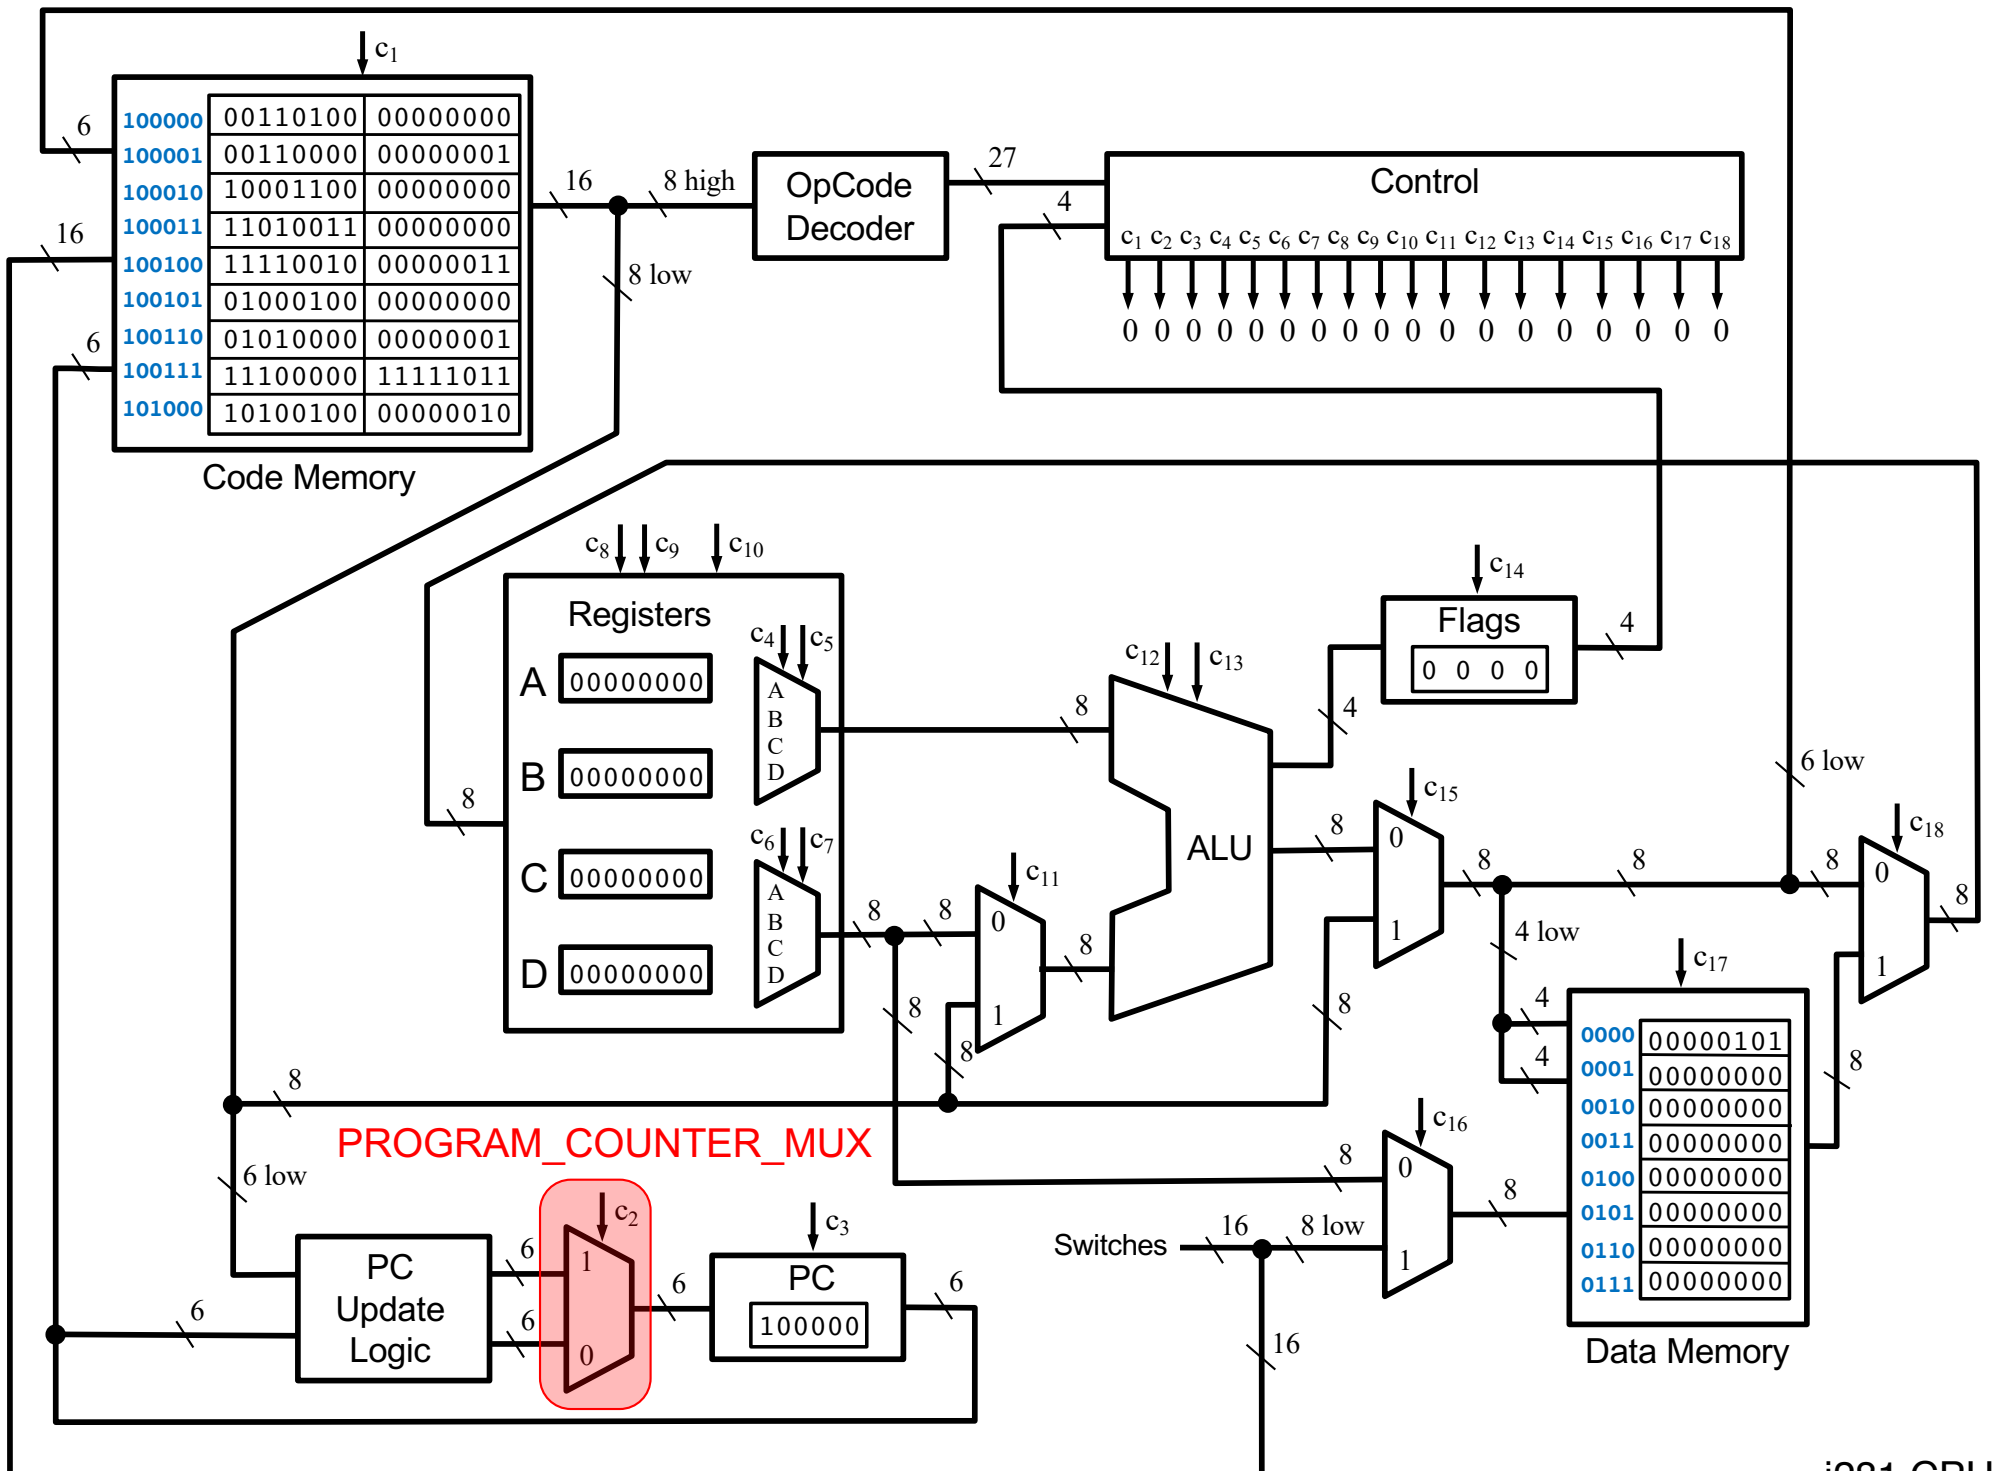 c1
6
16
6
100000 00110100 00000000
100001 00110000 00000001
100010 10001100 00000000
100011 11010011 00000000
100100 11110010 00000011
100101 01000100 00000000
100110 01010000 00000001
100111 11100000 11111011
101000 10100100 00000010
Code Memory
16
8 high
8 low
OpCode
Decoder
27
4
Control
c1 c2 c3 c4 c5 c6 c7 c8 c9 c10 c11 c12 c13 c14 c15 c16 c17 c18
0 0 0 0 0 0 0 0 0 0 0 0 0 0 0 0 0 0
c8 c9 c10
Registers
A 00000000
B 00000000
C 00000000
D 00000000
8
c4 c5
A
B
C
D
c6 c7
A
B
C
D
8
8
8
8
c11
0
1
8
8
c12 c13
ALU
c14
Flags
0 0 0 0
4
4
8
c15
0
1
8
8
8
6 low
8
c18
0
1
8
4 low
4
4
c17
0000 00000101
0001 00000000
0010 00000000
0011 00000000
0100 00000000
0101 00000000
0110 00000000
0111 00000000
Data Memory
8
8
PROGRAM_COUNTER_MUX
6 low
6
PC
Update
Logic
6
6
c2
1
0
6
c3
PC
100000
6
Switches
16
8 low
16
8
c16
0
1
8